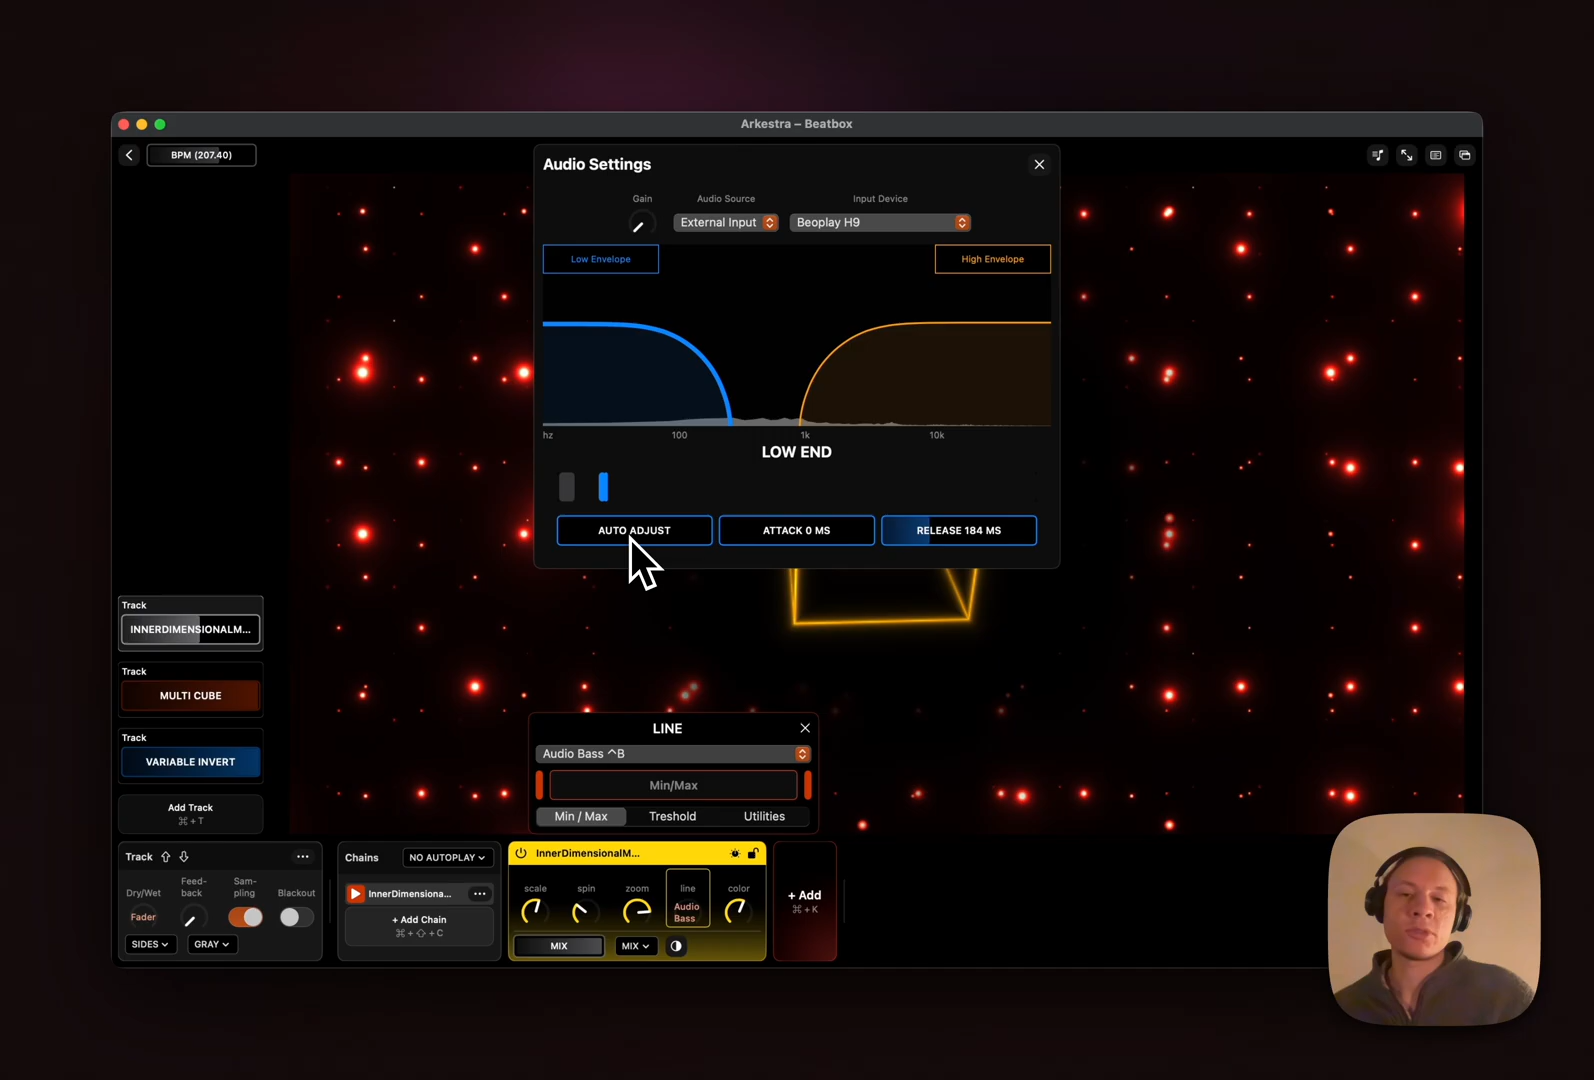 Arkestra – Beatbox
BPM (207.40)
Audio Settings
Gain
Audio Source
Input Device
External Input
Beoplay H9
Low Envelope
High Envelope
hz
100
1k
10k
LOW END
AUTO ADJUST
ATTACK 0 MS
RELEASE 184 MS
Track
INNERDIMENSIONALM...
Track
MULTI CUBE
Track
VARIABLE INVERT
Add Track
⌘ + T
LINE
Audio Bass ^B
Min/Max
Min / Max
Treshold
Utilities
Track
Dry/Wet
Feed-
back
Sam-
pling
Blackout
Fader
SIDES
GRAY
Chains
NO AUTOPLAY
InnerDimensiona...
+ Add Chain
⌘ + ⇧ + C
InnerDimensionalM...
scale
spin
zoom
line
color
Audio
Bass
MIX
MIX
+ Add
⌘ + K